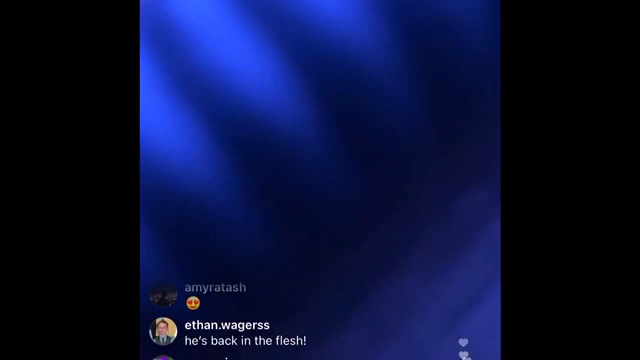 amyratash
😍
ethan.wagerss
he's back in the flesh!